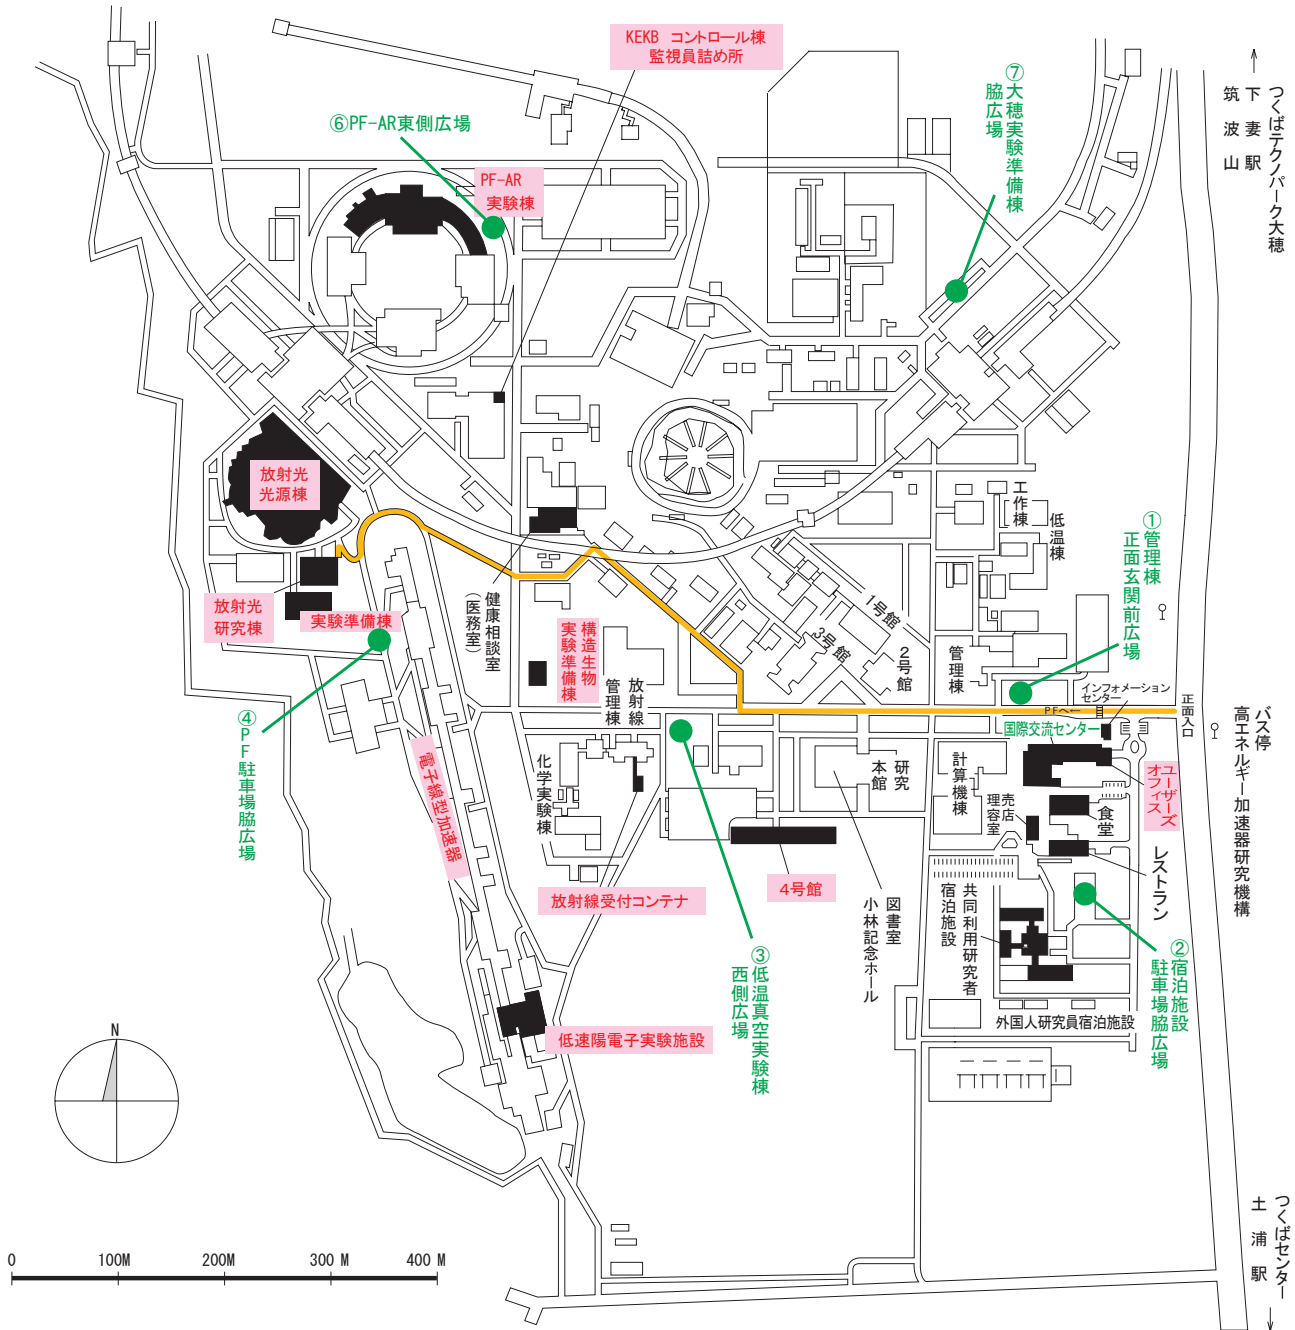 KEKB コントロール棟
監視員詰め所
⑥PF-AR東側広場
PF-AR
実験棟
⑦大穂実験準備棟
脇広場
つくばテクノパーク大穂
下妻駅
筑波山
放射光
光源棟
放射光
研究棟
実験準備棟
健康相談室
(医務室)
構造生物
実験準備棟
放射線
管理棟
1号館
3号館
2号館
工作棟
低温棟
管理棟
①管理棟
正面玄関前広場
インフォメーション
センター
PFへ←
正面入口
国際交流センター
ユーザーズ
オフィス
バス停
高エネルギー加速器研究機構
④PF駐車場脇広場
電子線型加速器
化学実験棟
研究
本館
計算機棟
売店
理容室
食堂
レストラン
4号館
放射線受付コンテナ
図書室
小林記念ホール
共同利用研究者
宿泊施設
③低温真空実験棟
西側広場
②宿泊施設
駐車場脇広場
外国人研究員宿泊施設
低速陽電子実験施設
N
0 100M 200M 300 M 400 M
つくばセンター
土浦駅